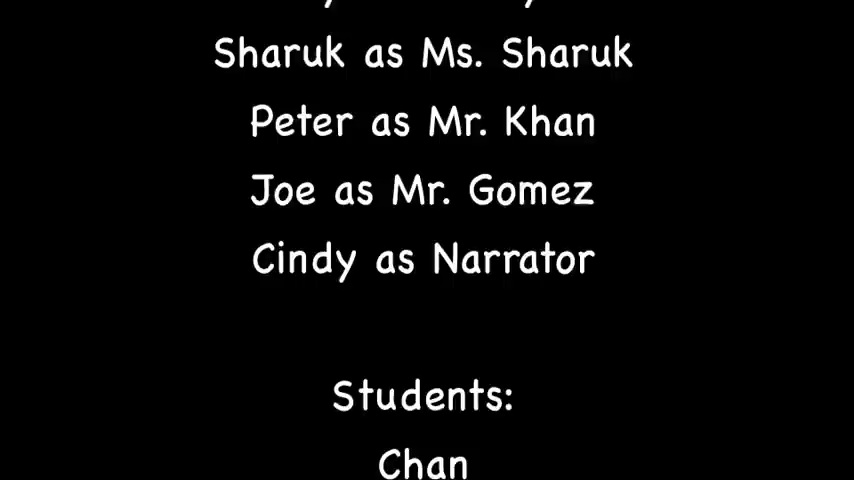 Sharuk as Ms. Sharuk
Peter as Mr. Khan
Joe as Mr. Gomez
Cindy as Narrator
Students:
Chan